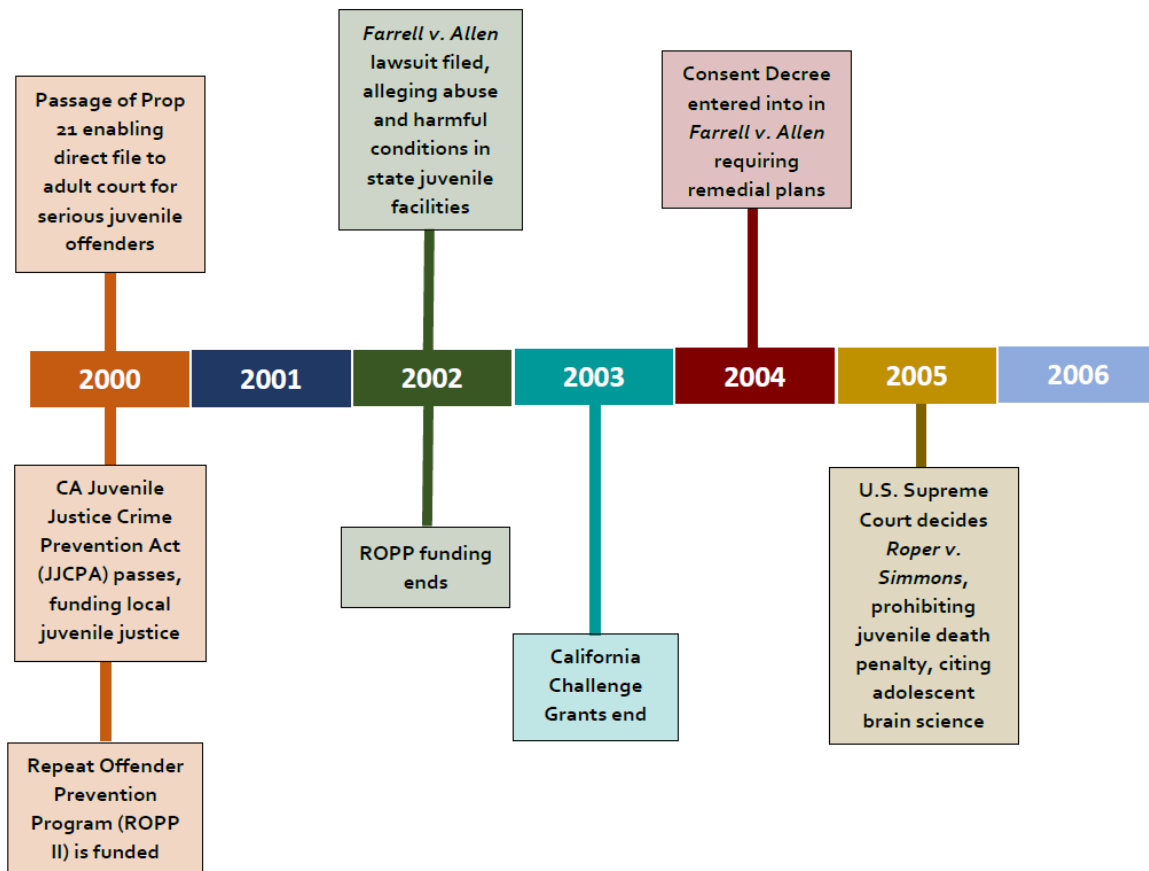 Passage of Prop
21 enabling
direct file to
adult court for
serious juvenile
offenders
Farrell v. Allen
lawsuit filed,
alleging abuse
and harmful
conditions in
state juvenile
facilities
Consent Decree
entered into in
Farrell v. Allen
requiring
remedial plans
2000
2001
2002
2003
2004
2005
2006
CA Juvenile
Justice Crime
Prevention Act
(JJCPA) passes,
funding local
juvenile justice
Repeat Offender
Prevention
Program (ROPP
II) is funded
ROPP funding
ends
California
Challenge
Grants end
U.S. Supreme
Court decides
Roper v.
Simmons,
prohibiting
juvenile death
penalty, citing
adolescent
brain science